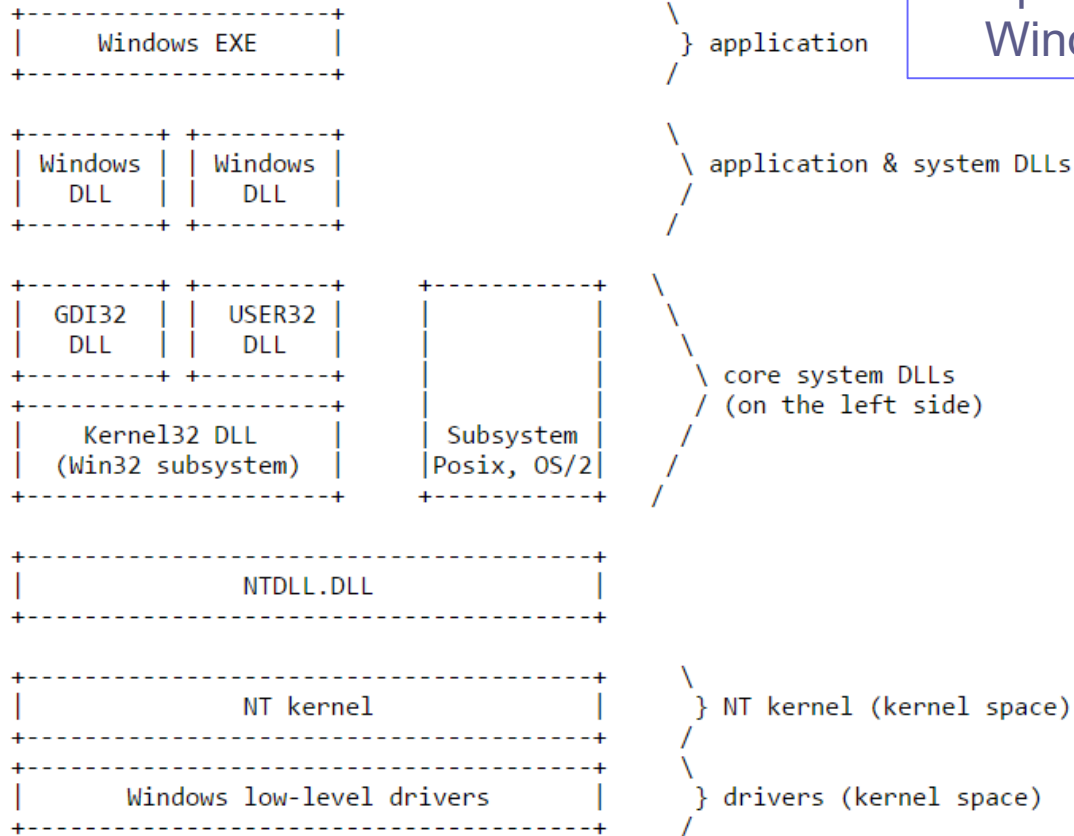 Windows EXE
} application
Windows DLL
Windows DLL
application & system DLLs
GDI32 DLL
USER32 DLL
core system DLLs
(on the left side)
Kernel32 DLL
(Win32 subsystem)
Subsystem
Posix, OS/2
NTDLL.DLL
NT kernel
} NT kernel (kernel space)
Windows low-level drivers
} drivers (kernel space)